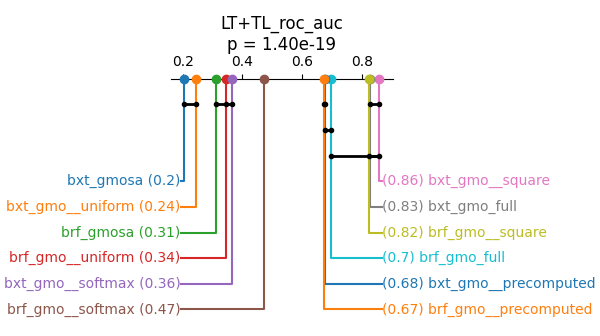 LT+TL_roc_auc
p = 1.40e-19
0.2 0.4 0.6 0.8
bxt_gmosa (0.2)
(0.86) bxt_gmo__square
bxt_gmo__uniform (0.24)
(0.83) bxt_gmo_full
brf_gmosa (0.31)
(0.82) brf_gmo__square
brf_gmo__uniform (0.34)
(0.7) brf_gmo_full
bxt_gmo__softmax (0.36)
(0.68) bxt_gmo__precomputed
brf_gmo__softmax (0.47)
(0.67) brf_gmo__precomputed